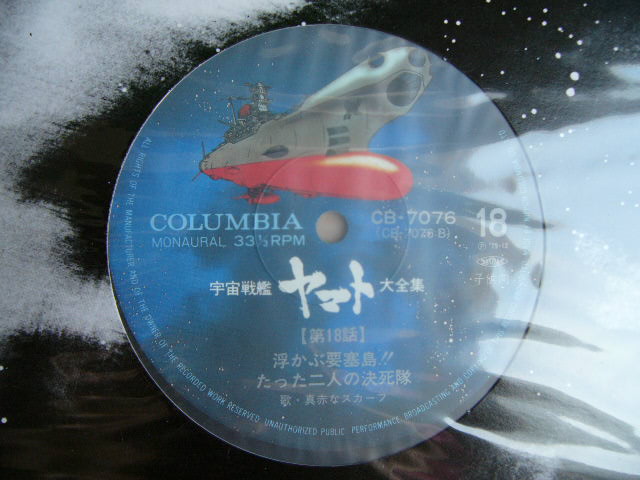 COLUMBIA
MONAURAL 33⅓RPM
CB-7076
(CB-7076-B)
18
宇宙戦艦 ヤマト 大全集
【第18話】
浮かぶ要塞島!!
たった二人の決死隊
歌・真赤なスカーフ
ALL RIGHTS OF THE MANUFACTURER AND OF THE OWNER OF THE RECORDED WORK RESERVED. UNAUTHORIZED PUBLIC PERFORMANCE, BROADCASTING AND